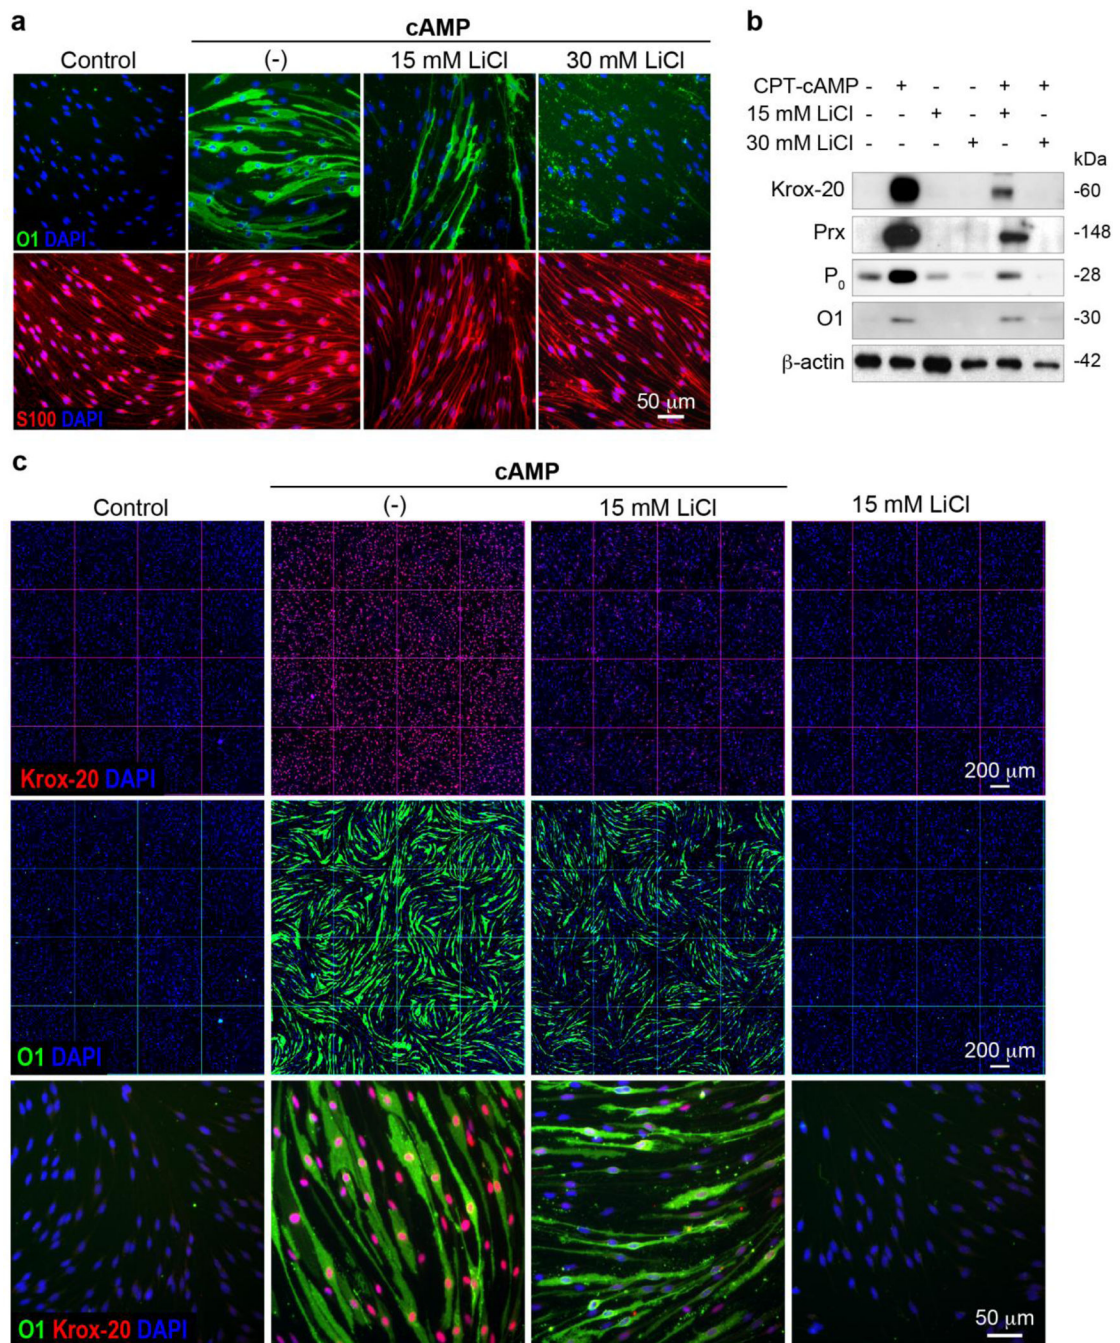 a
cAMP
Control (-) 15 mM LiCl 30 mM LiCl
O1 DAPI
S100 DAPI
50 μm
b
CPT-cAMP - + - - + +
15 mM LiCl - - + - + -
30 mM LiCl - - - + - +
kDa
Krox-20 -60
Prx -148
P0 -28
O1 -30
β-actin -42
c
cAMP
Control (-) 15 mM LiCl 15 mM LiCl
Krox-20 DAPI
200 μm
O1 DAPI
200 μm
O1 Krox-20 DAPI
50 μm